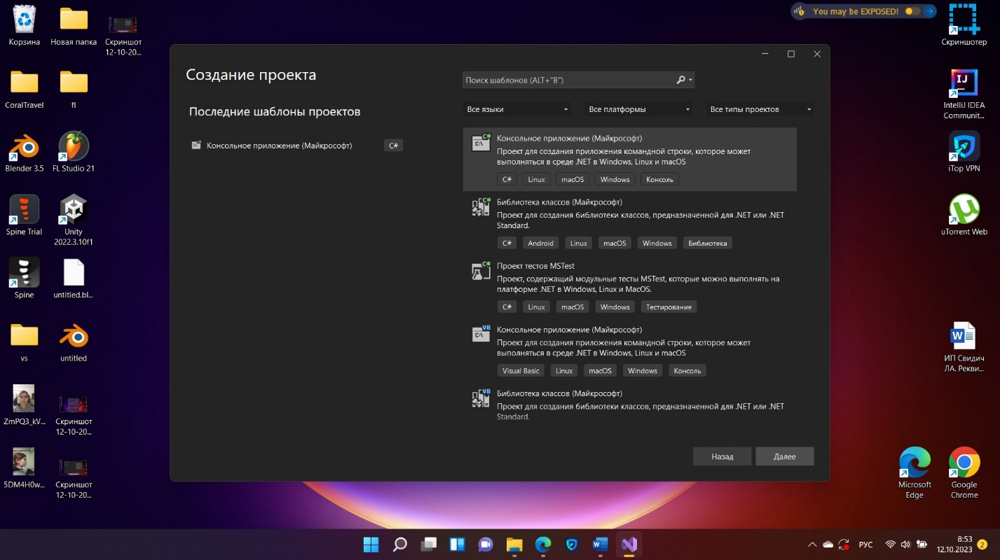 You may be EXPOSED!
Корзина
Новая папка
Скриншот
12-10-20...
CoralTravel
fl
Blender 3.5
FL Studio 21
Spine Trial
Unity
2022.3.10f1
Spine
untitled.bl...
vs
untitled
ZmPQ3_kV...
Скриншот
12-10-20...
5DM4H0w...
Скриншот
12-10-20...
Создание проекта
Последние шаблоны проектов
Консольное приложение (Майкрософт) C#
Поиск шаблонов (ALT+"B")
Все языки Все платформы Все типы проектов
C#
C:\
Консольное приложение (Майкрософт)
Проект для создания приложения командной строки, которое может
выполняться в среде .NET в Windows, Linux и macOS
C# Linux macOS Windows Консоль
C#
Библиотека классов (Майкрософт)
Проект для создания библиотеки классов, предназначенной для .NET или .NET
Standard.
C# Android Linux macOS Windows Библиотека
C#
Проект тестов MSTest
Проект, содержащий модульные тесты MSTest, которые можно выполнять на
платформе .NET в Windows, Linux и MacOS.
C# Linux macOS Windows Тестирование
VB
C:\
Консольное приложение (Майкрософт)
Проект для создания приложения командной строки, которое может
выполняться в среде .NET в Windows, Linux и macOS
Visual Basic Linux macOS Windows Консоль
VB
Библиотека классов (Майкрософт)
Проект для создания библиотеки классов, предназначенной для .NET или .NET
Standard.
Назад Далее
Скриншотер
IJ
IntelliJ IDEA
Communit...
iTop VPN
uTorrent Web
W
ИП Свидич
ЛА. Рекви...
Microsoft
Edge
Google
Chrome
W
РУС
8:53
12.10.2023
2